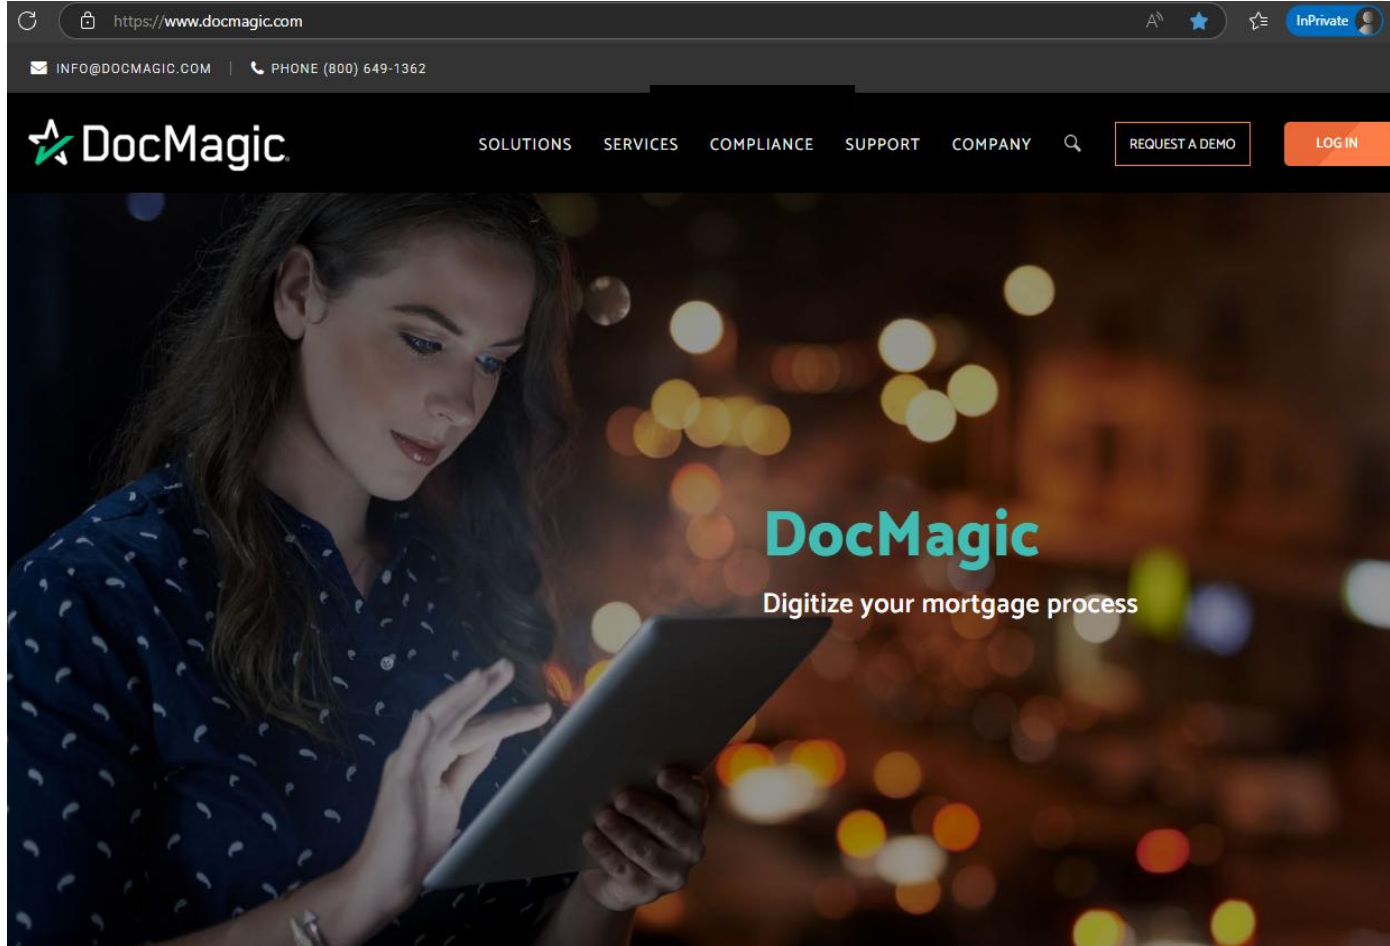 https://www.docmagic.com
InPrivate
INFO@DOCMAGIC.COM | PHONE (800) 649-1362
DocMagic
SOLUTIONS SERVICES COMPLIANCE SUPPORT COMPANY REQUEST A DEMO LOG IN
DocMagic
Digitize your mortgage process